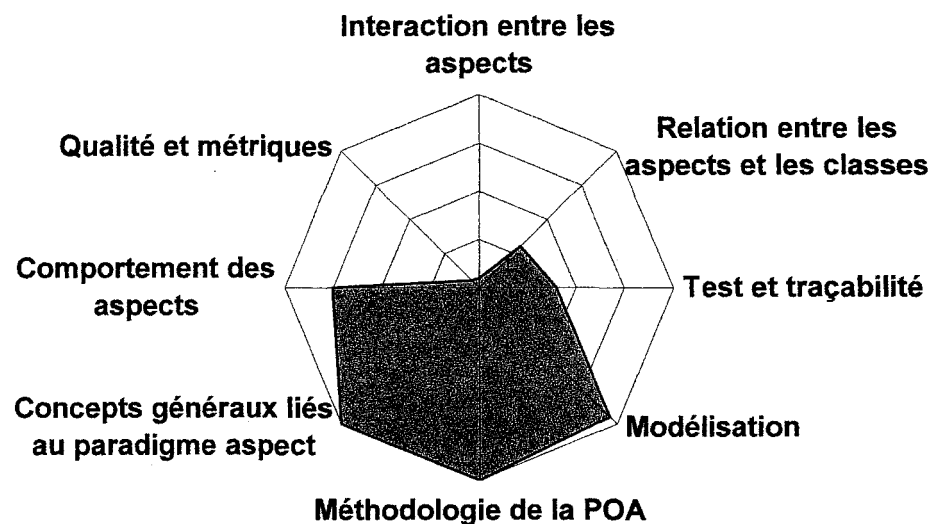 Interaction entre les
aspects
Relation entre les
aspects et les classes
Qualité et métriques
Test et traçabilité
Comportement des
aspects
Modélisation
Concepts généraux liés
au paradigme aspect
Méthodologie de la POA